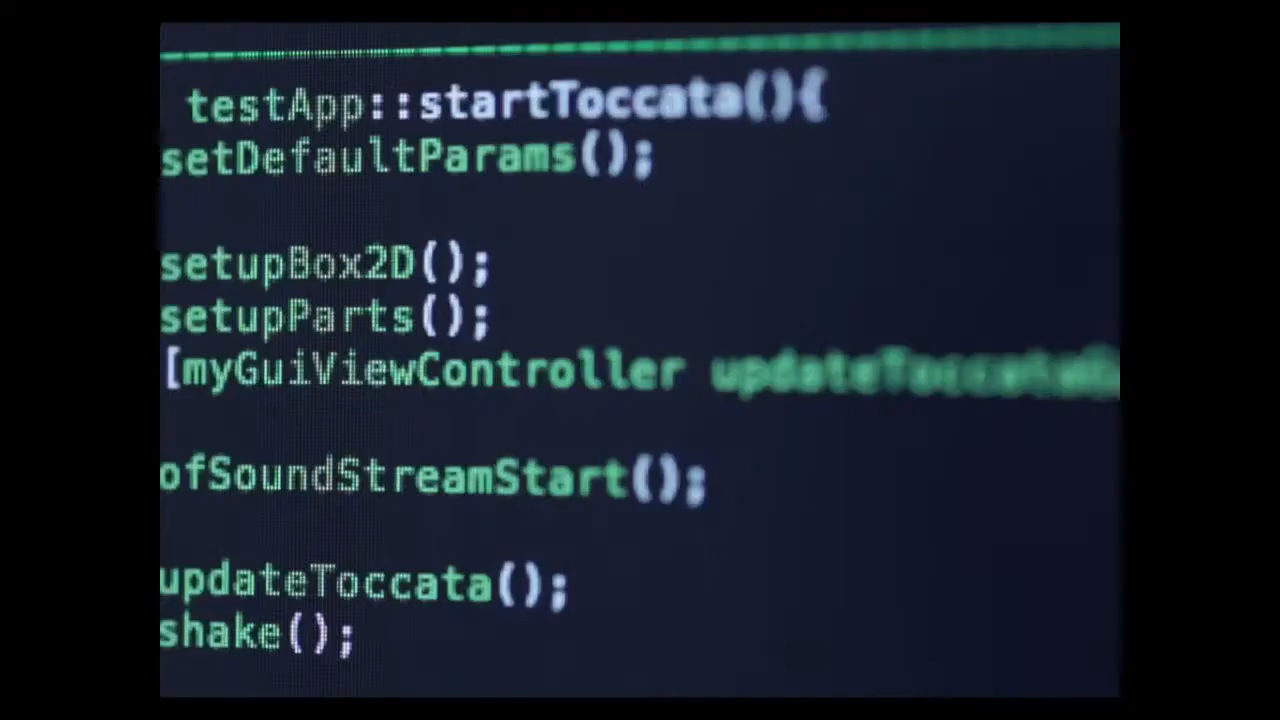 testApp::startToccata(){
setDefaultParams();
setupBox2D();
setupParts();
[myGuiViewController
ofSoundStreamStart();
updateToccata();
shake();